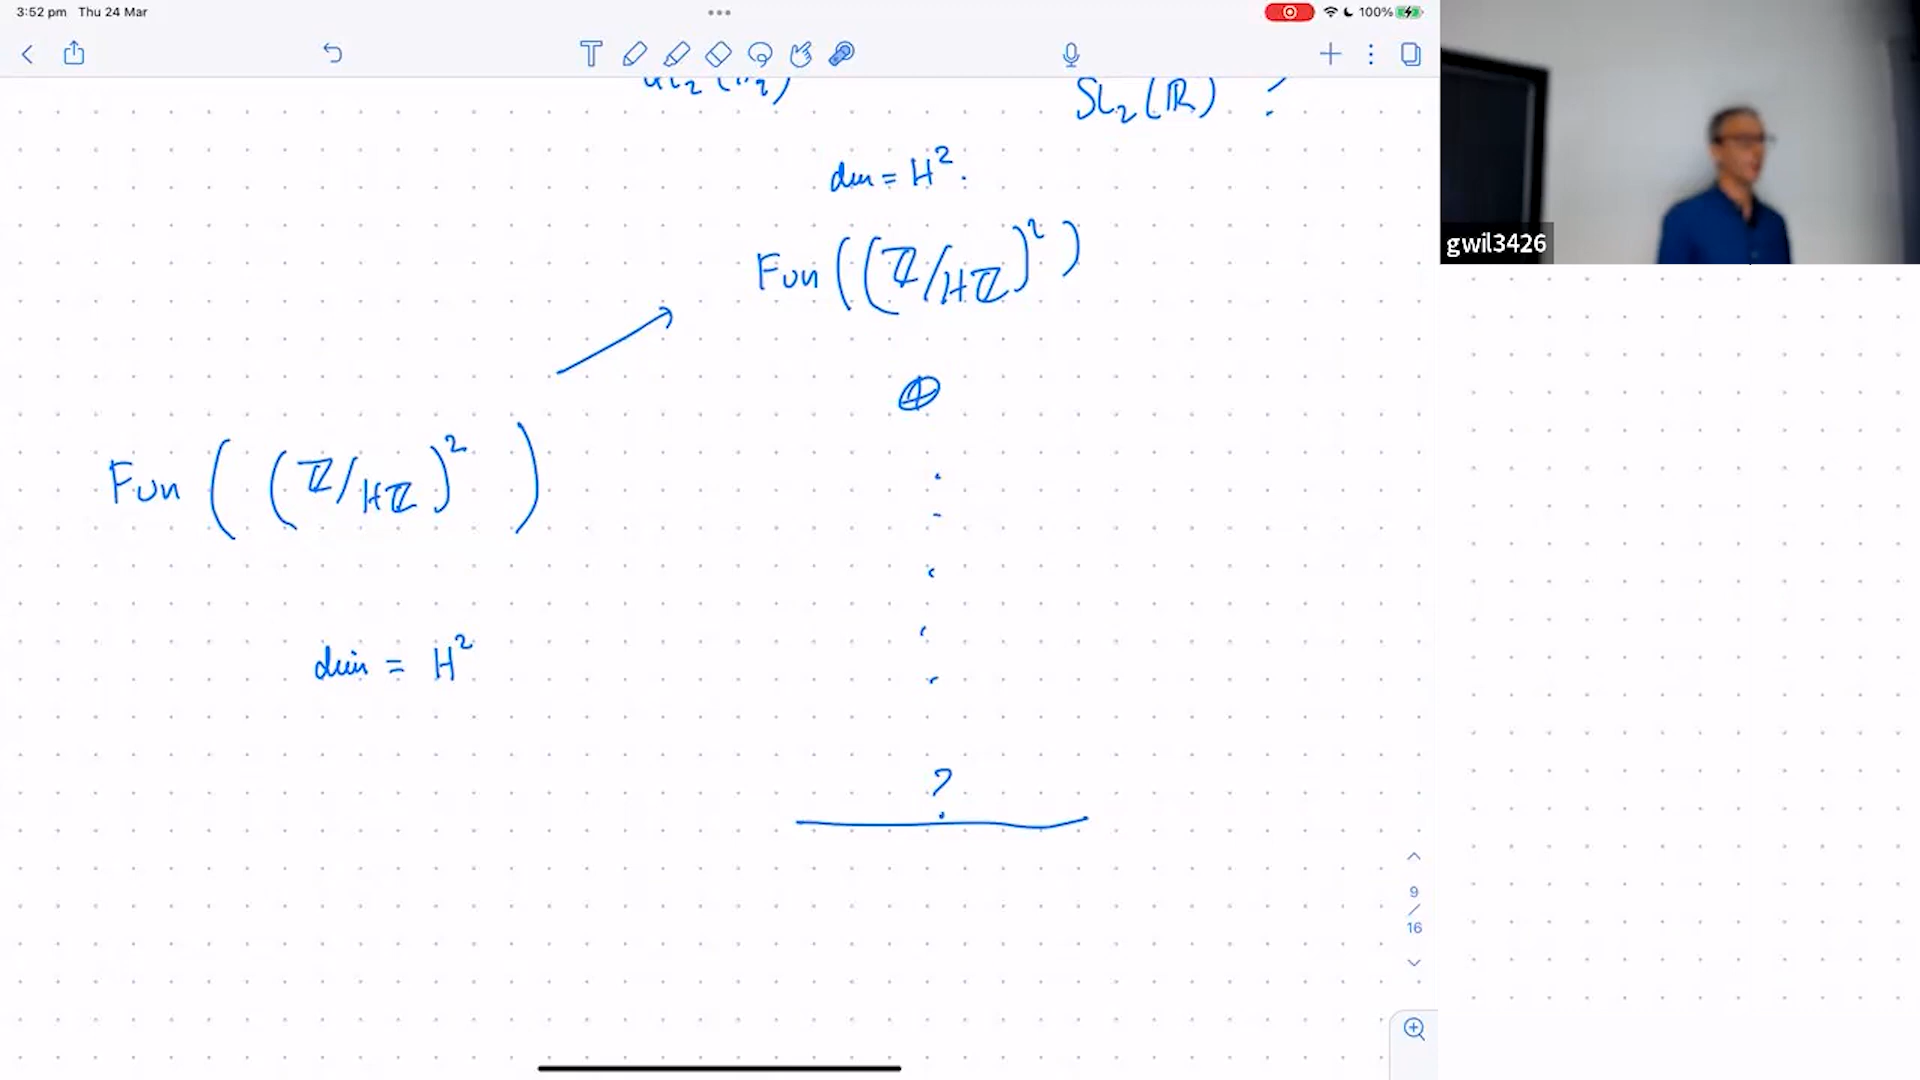 3:52 pm Thu 24 Mar
100%
SL₂(ℝ) ?
dim = H².
Fun((ℤ/Hℤ)²)
⊕
gwil3426
Fun((ℤ/Hℤ)²)
dim = H²
?
9
/
16